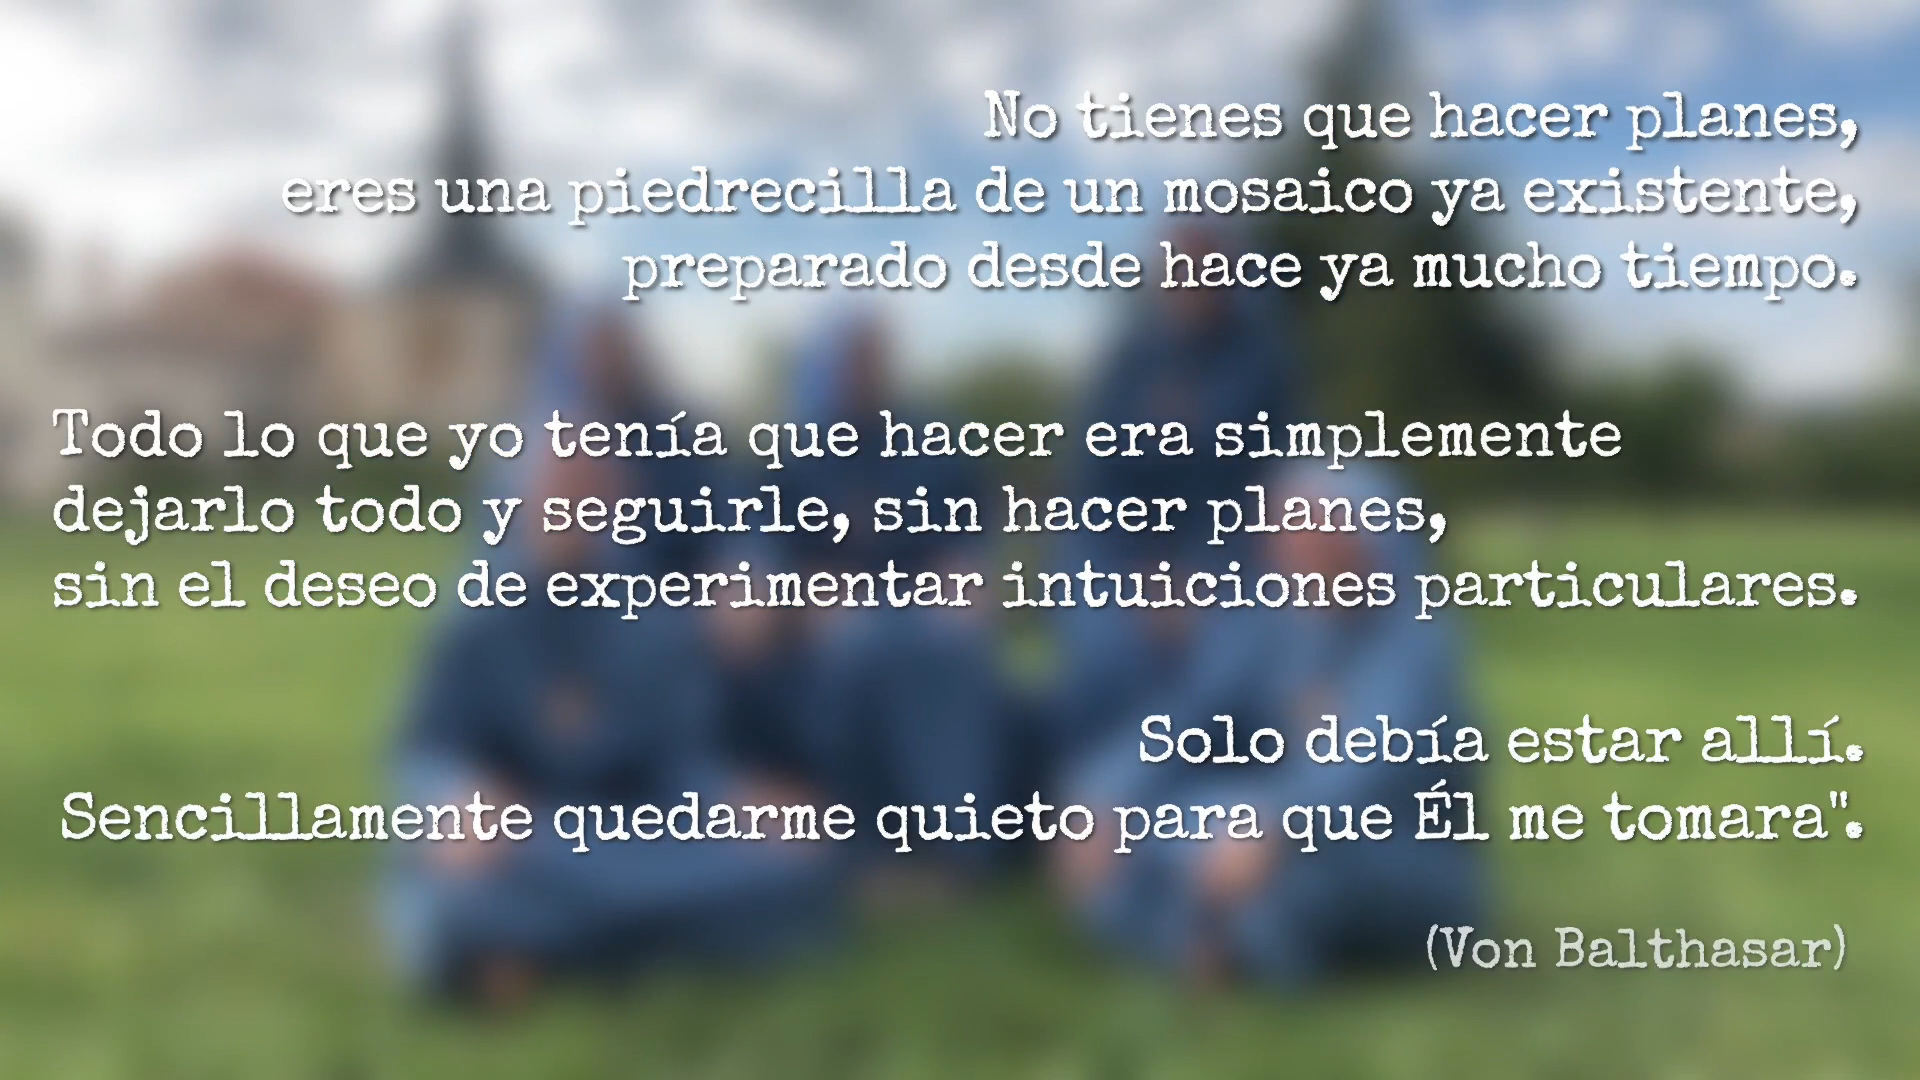 No tienes que hacer planes,
eres una piedrecilla de un mosaico ya existente,
preparado desde hace ya mucho tiempo.
Todo lo que yo tenía que hacer era simplemente
dejarlo todo y seguirle, sin hacer planes,
sin el deseo de experimentar intuiciones particulares.
Solo debía estar allí.
Sencillamente quedarme quieto para que Él me tomara".
(Von Balthasar)